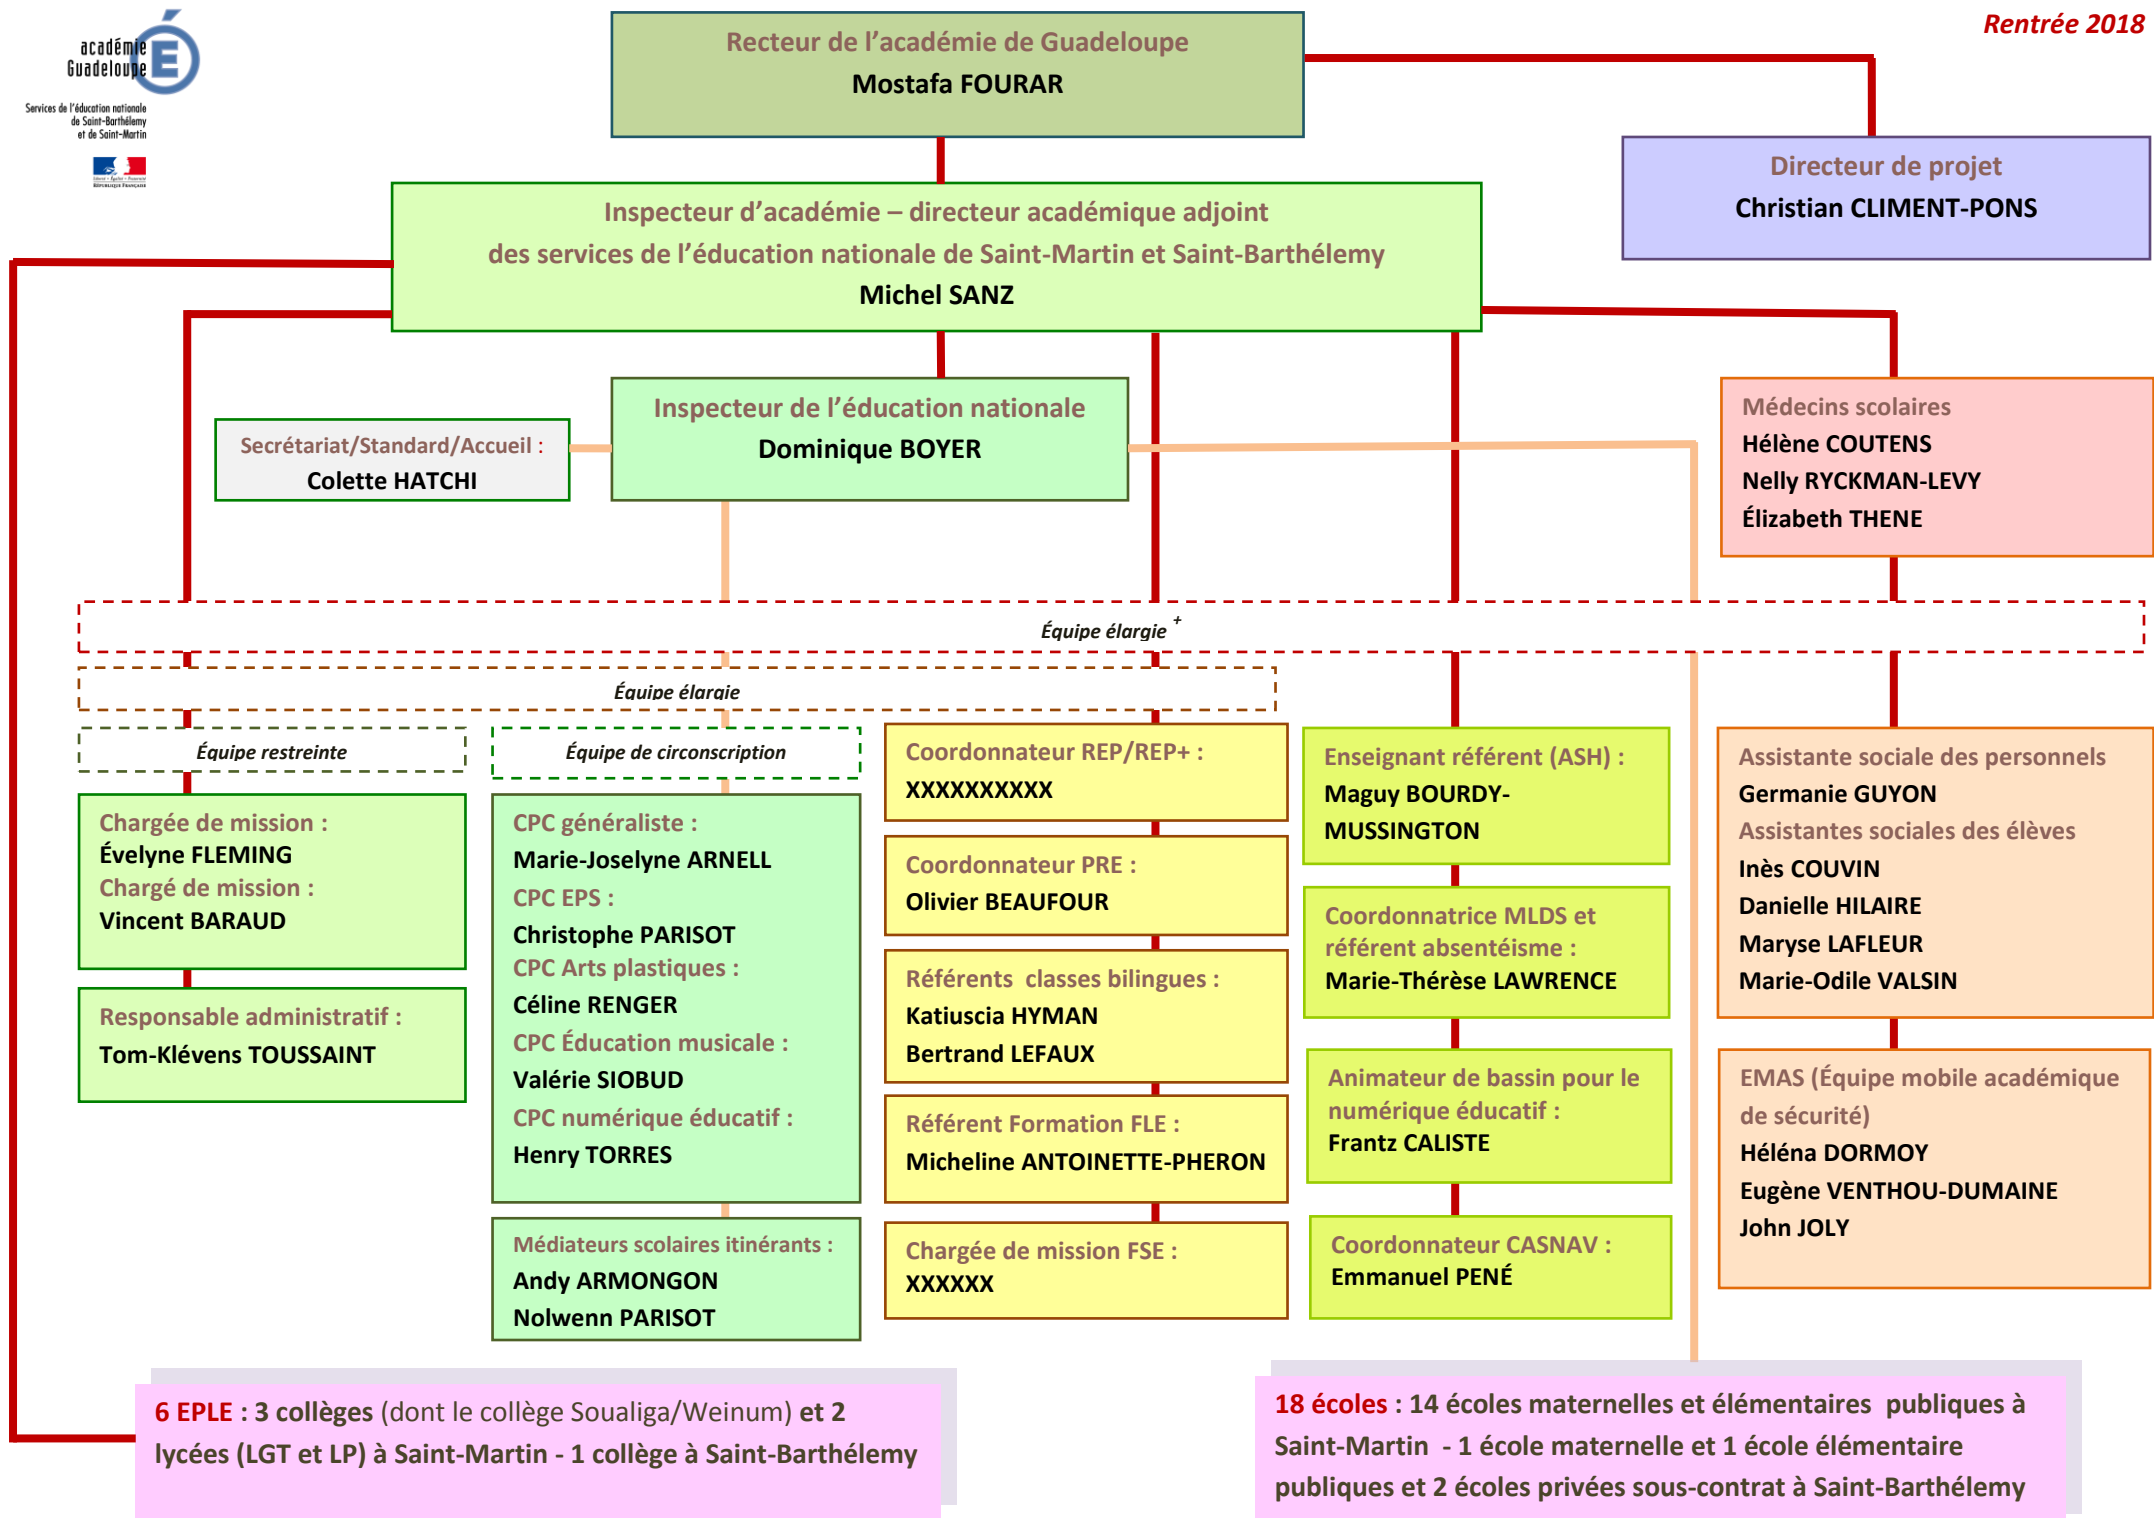 académie
Guadeloupe
É
Services de l'éducation nationale
de Saint-Barthélemy
et de Saint-Martin
Liberté • Égalité • Fraternité
RÉPUBLIQUE FRANÇAISE
Rentrée 2018
Recteur de l'académie de Guadeloupe
Mostafa FOURAR
Directeur de projet
Christian CLIMENT-PONS
Inspecteur d'académie – directeur académique adjoint
des services de l'éducation nationale de Saint-Martin et Saint-Barthélemy
Michel SANZ
Secrétariat/Standard/Accueil :
Colette HATCHI
Inspecteur de l'éducation nationale
Dominique BOYER
Médecins scolaires
Hélène COUTENS
Nelly RYCKMAN-LEVY
Élizabeth THENE
Équipe élargie +
Équipe élargie
Équipe restreinte
Chargée de mission :
Évelyne FLEMING
Chargé de mission :
Vincent BARAUD
Responsable administratif :
Tom-Klévens TOUSSAINT
Équipe de circonscription
CPC généraliste :
Marie-Joselyne ARNELL
CPC EPS :
Christophe PARISOT
CPC Arts plastiques :
Céline RENGER
CPC Éducation musicale :
Valérie SIOBUD
CPC numérique éducatif :
Henry TORRES
Médiateurs scolaires itinérants :
Andy ARMONGON
Nolwenn PARISOT
Coordonnateur REP/REP+ :
XXXXXXXXXX
Coordonnateur PRE :
Olivier BEAUFOUR
Référents classes bilingues :
Katiuscia HYMAN
Bertrand LEFAUX
Référent Formation FLE :
Micheline ANTOINETTE-PHERON
Chargée de mission FSE :
XXXXXX
Enseignant référent (ASH) :
Maguy BOURDY-
MUSSINGTON
Coordonnatrice MLDS et
référent absentéisme :
Marie-Thérèse LAWRENCE
Animateur de bassin pour le
numérique éducatif :
Frantz CALISTE
Coordonnateur CASNAV :
Emmanuel PENÉ
Assistante sociale des personnels
Germanie GUYON
Assistantes sociales des élèves
Inès COUVIN
Danielle HILAIRE
Maryse LAFLEUR
Marie-Odile VALSIN
EMAS (Équipe mobile académique
de sécurité)
Héléna DORMOY
Eugène VENTHOU-DUMAINE
John JOLY
6 EPLE : 3 collèges (dont le collège Soualiga/Weinum) et 2
lycées (LGT et LP) à Saint-Martin - 1 collège à Saint-Barthélemy
18 écoles : 14 écoles maternelles et élémentaires publiques à
Saint-Martin - 1 école maternelle et 1 école élémentaire
publiques et 2 écoles privées sous-contrat à Saint-Barthélemy